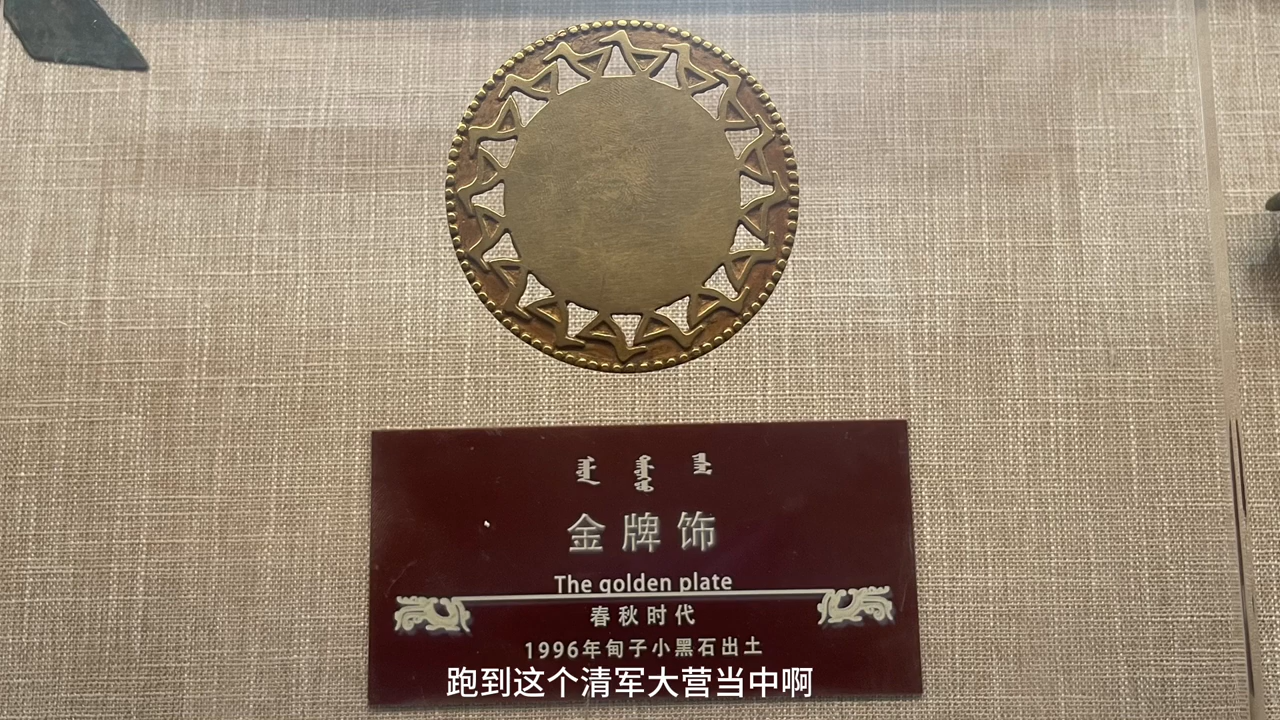 金牌饰
The golden plate
春秋时代
1996年甸子小黑石出土
跑到这个清军大营当中啊